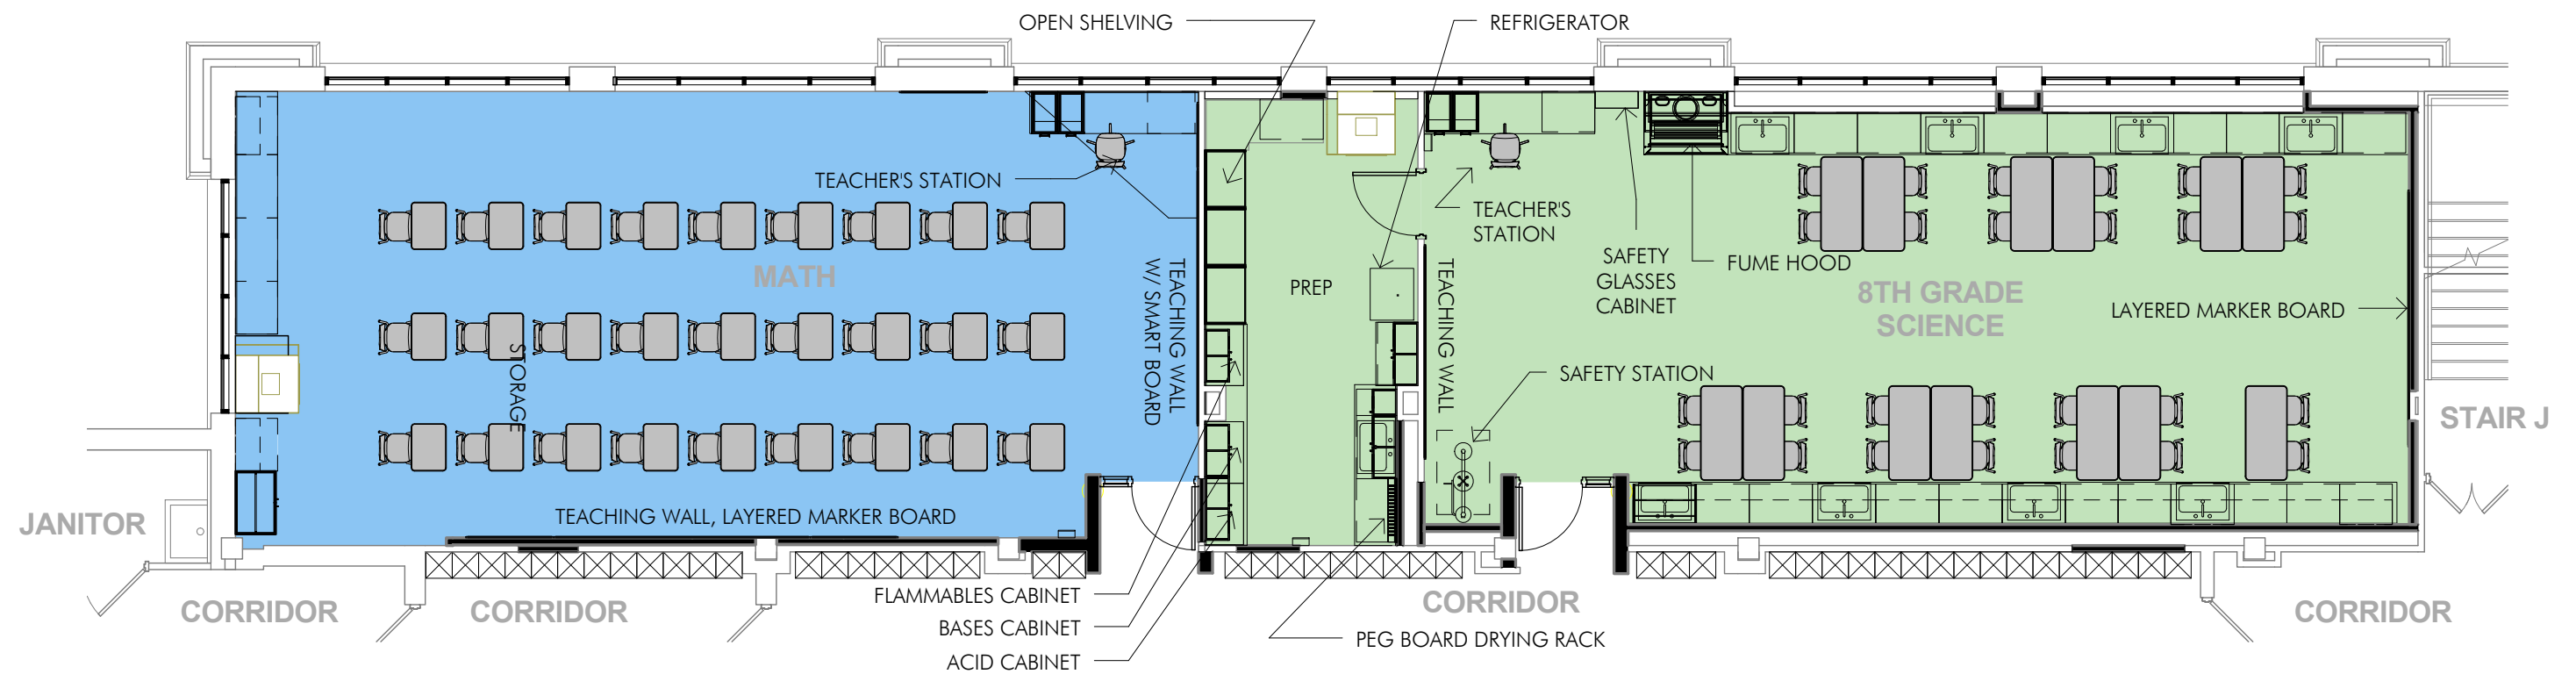 OPEN SHELVING
REFRIGERATOR
TEACHER'S STATION
TEACHER'S
STATION
SAFETY
GLASSES
CABINET
FUME HOOD
MATH
TEACHING WALL
W/ SMART BOARD
PREP
TEACHING WALL
8TH GRADE
SCIENCE
LAYERED MARKER BOARD
STORAGE
SAFETY STATION
STAIR J
JANITOR
TEACHING WALL, LAYERED MARKER BOARD
CORRIDOR
CORRIDOR
FLAMMABLES CABINET
BASES CABINET
ACID CABINET
CORRIDOR
PEG BOARD DRYING RACK
CORRIDOR